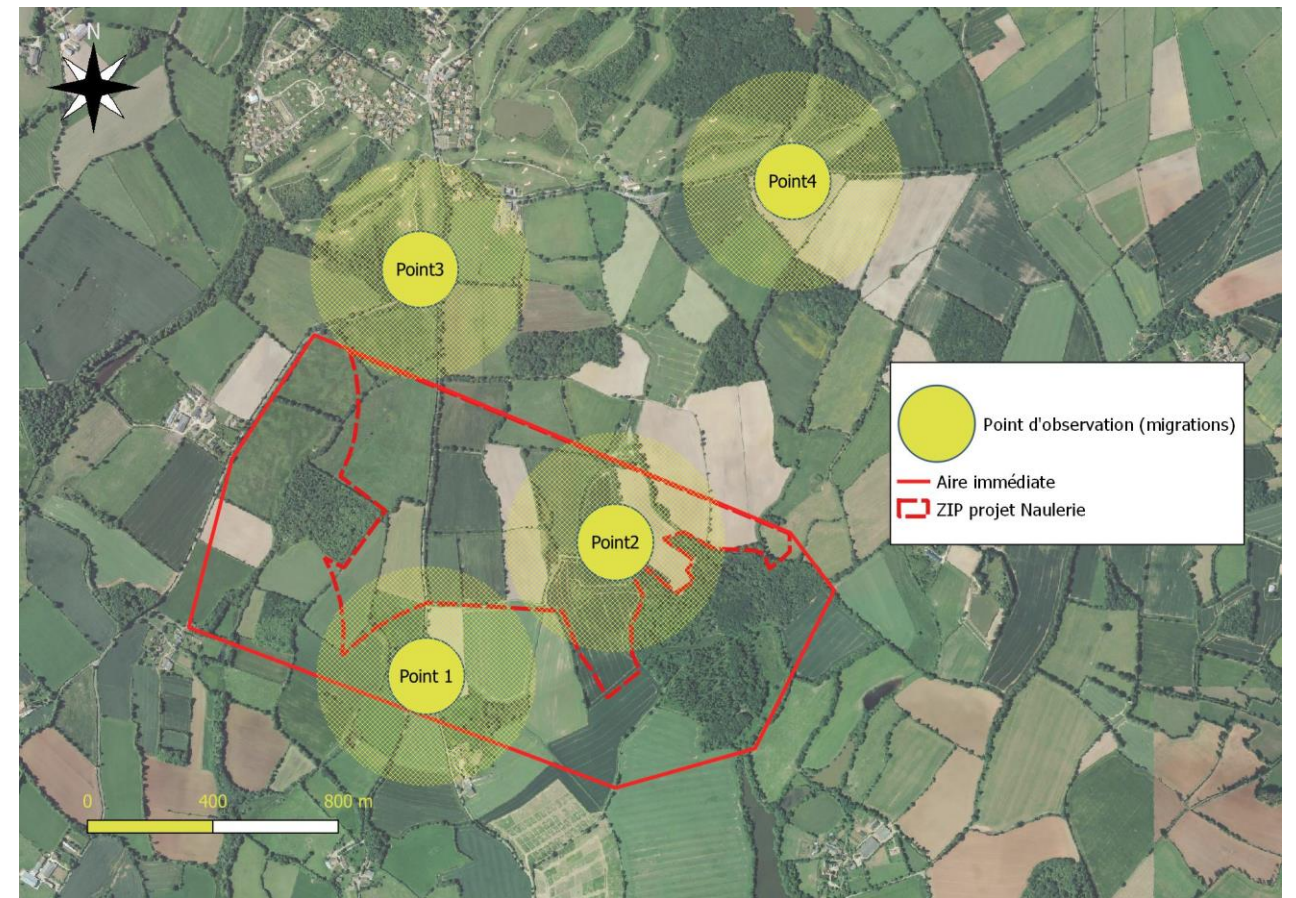 N
Point4
Point3
Point d'observation (migrations)
Aire immédiate
ZIP projet Naulerie
Point2
Point 1
0 400 800 m